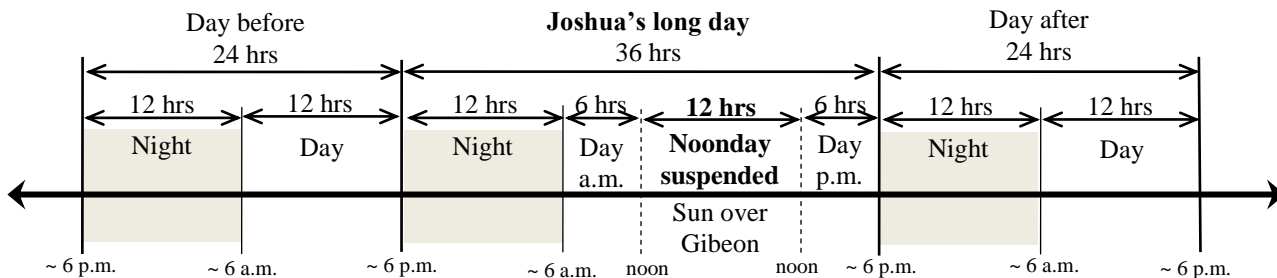 Day before
24 hrs
Joshua's long day
36 hrs
Day after
24 hrs
12 hrs
12 hrs
12 hrs
6 hrs
12 hrs
6 hrs
12 hrs
12 hrs
Night
Day
Night
Day
a.m.
Noonday
suspended
Day
p.m.
Night
Day
Sun over
Gibeon
~ 6 p.m.
~ 6 a.m.
~ 6 p.m.
~ 6 a.m.
noon
noon
~ 6 p.m.
~ 6 a.m.
~ 6 p.m.